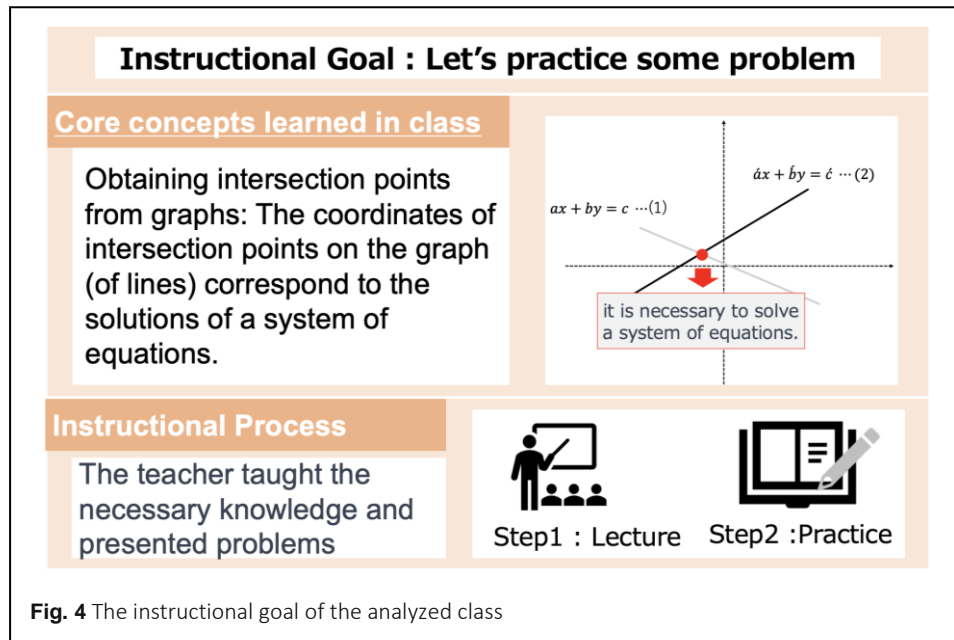 Instructional Goal : Let's practice some problem
Core concepts learned in class
Obtaining intersection points
from graphs: The coordinates of
intersection points on the graph
(of lines) correspond to the
solutions of a system of
equations.
áx + b́y = ć ⋯(2)
ax + by = c ⋯(1)
it is necessary to solve
a system of equations.
Instructional Process
The teacher taught the
necessary knowledge and
presented problems
Step1 : Lecture
Step2 :Practice
Fig. 4 The instructional goal of the analyzed class